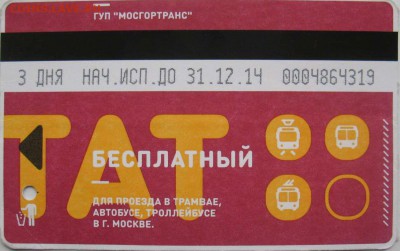 ГУП "МОСГОРТРАНС"
3 ДНЯ НАЧ.ИСП.ДО 31.12.14 0004864319
ТАТ
БЕСПЛАТНЫЙ
ДЛЯ ПРОЕЗДА В ТРАМВАЕ,
АВТОБУСЕ, ТРОЛЛЕЙБУСЕ
В Г. МОСКВЕ.